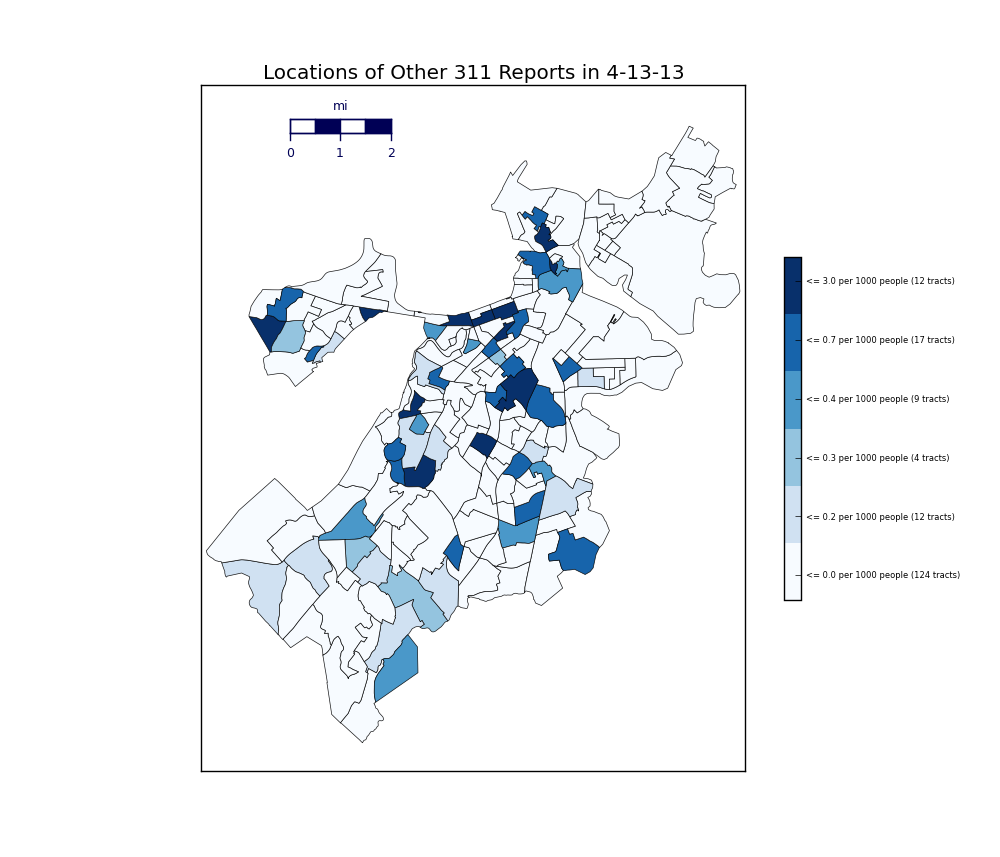 Locations of Other 311 Reports in 4-13-13
mi
0 1 2
<= 3.0 per 1000 people (12 tracts)
<= 0.7 per 1000 people (17 tracts)
<= 0.4 per 1000 people (9 tracts)
<= 0.3 per 1000 people (4 tracts)
<= 0.2 per 1000 people (12 tracts)
<= 0.0 per 1000 people (124 tracts)